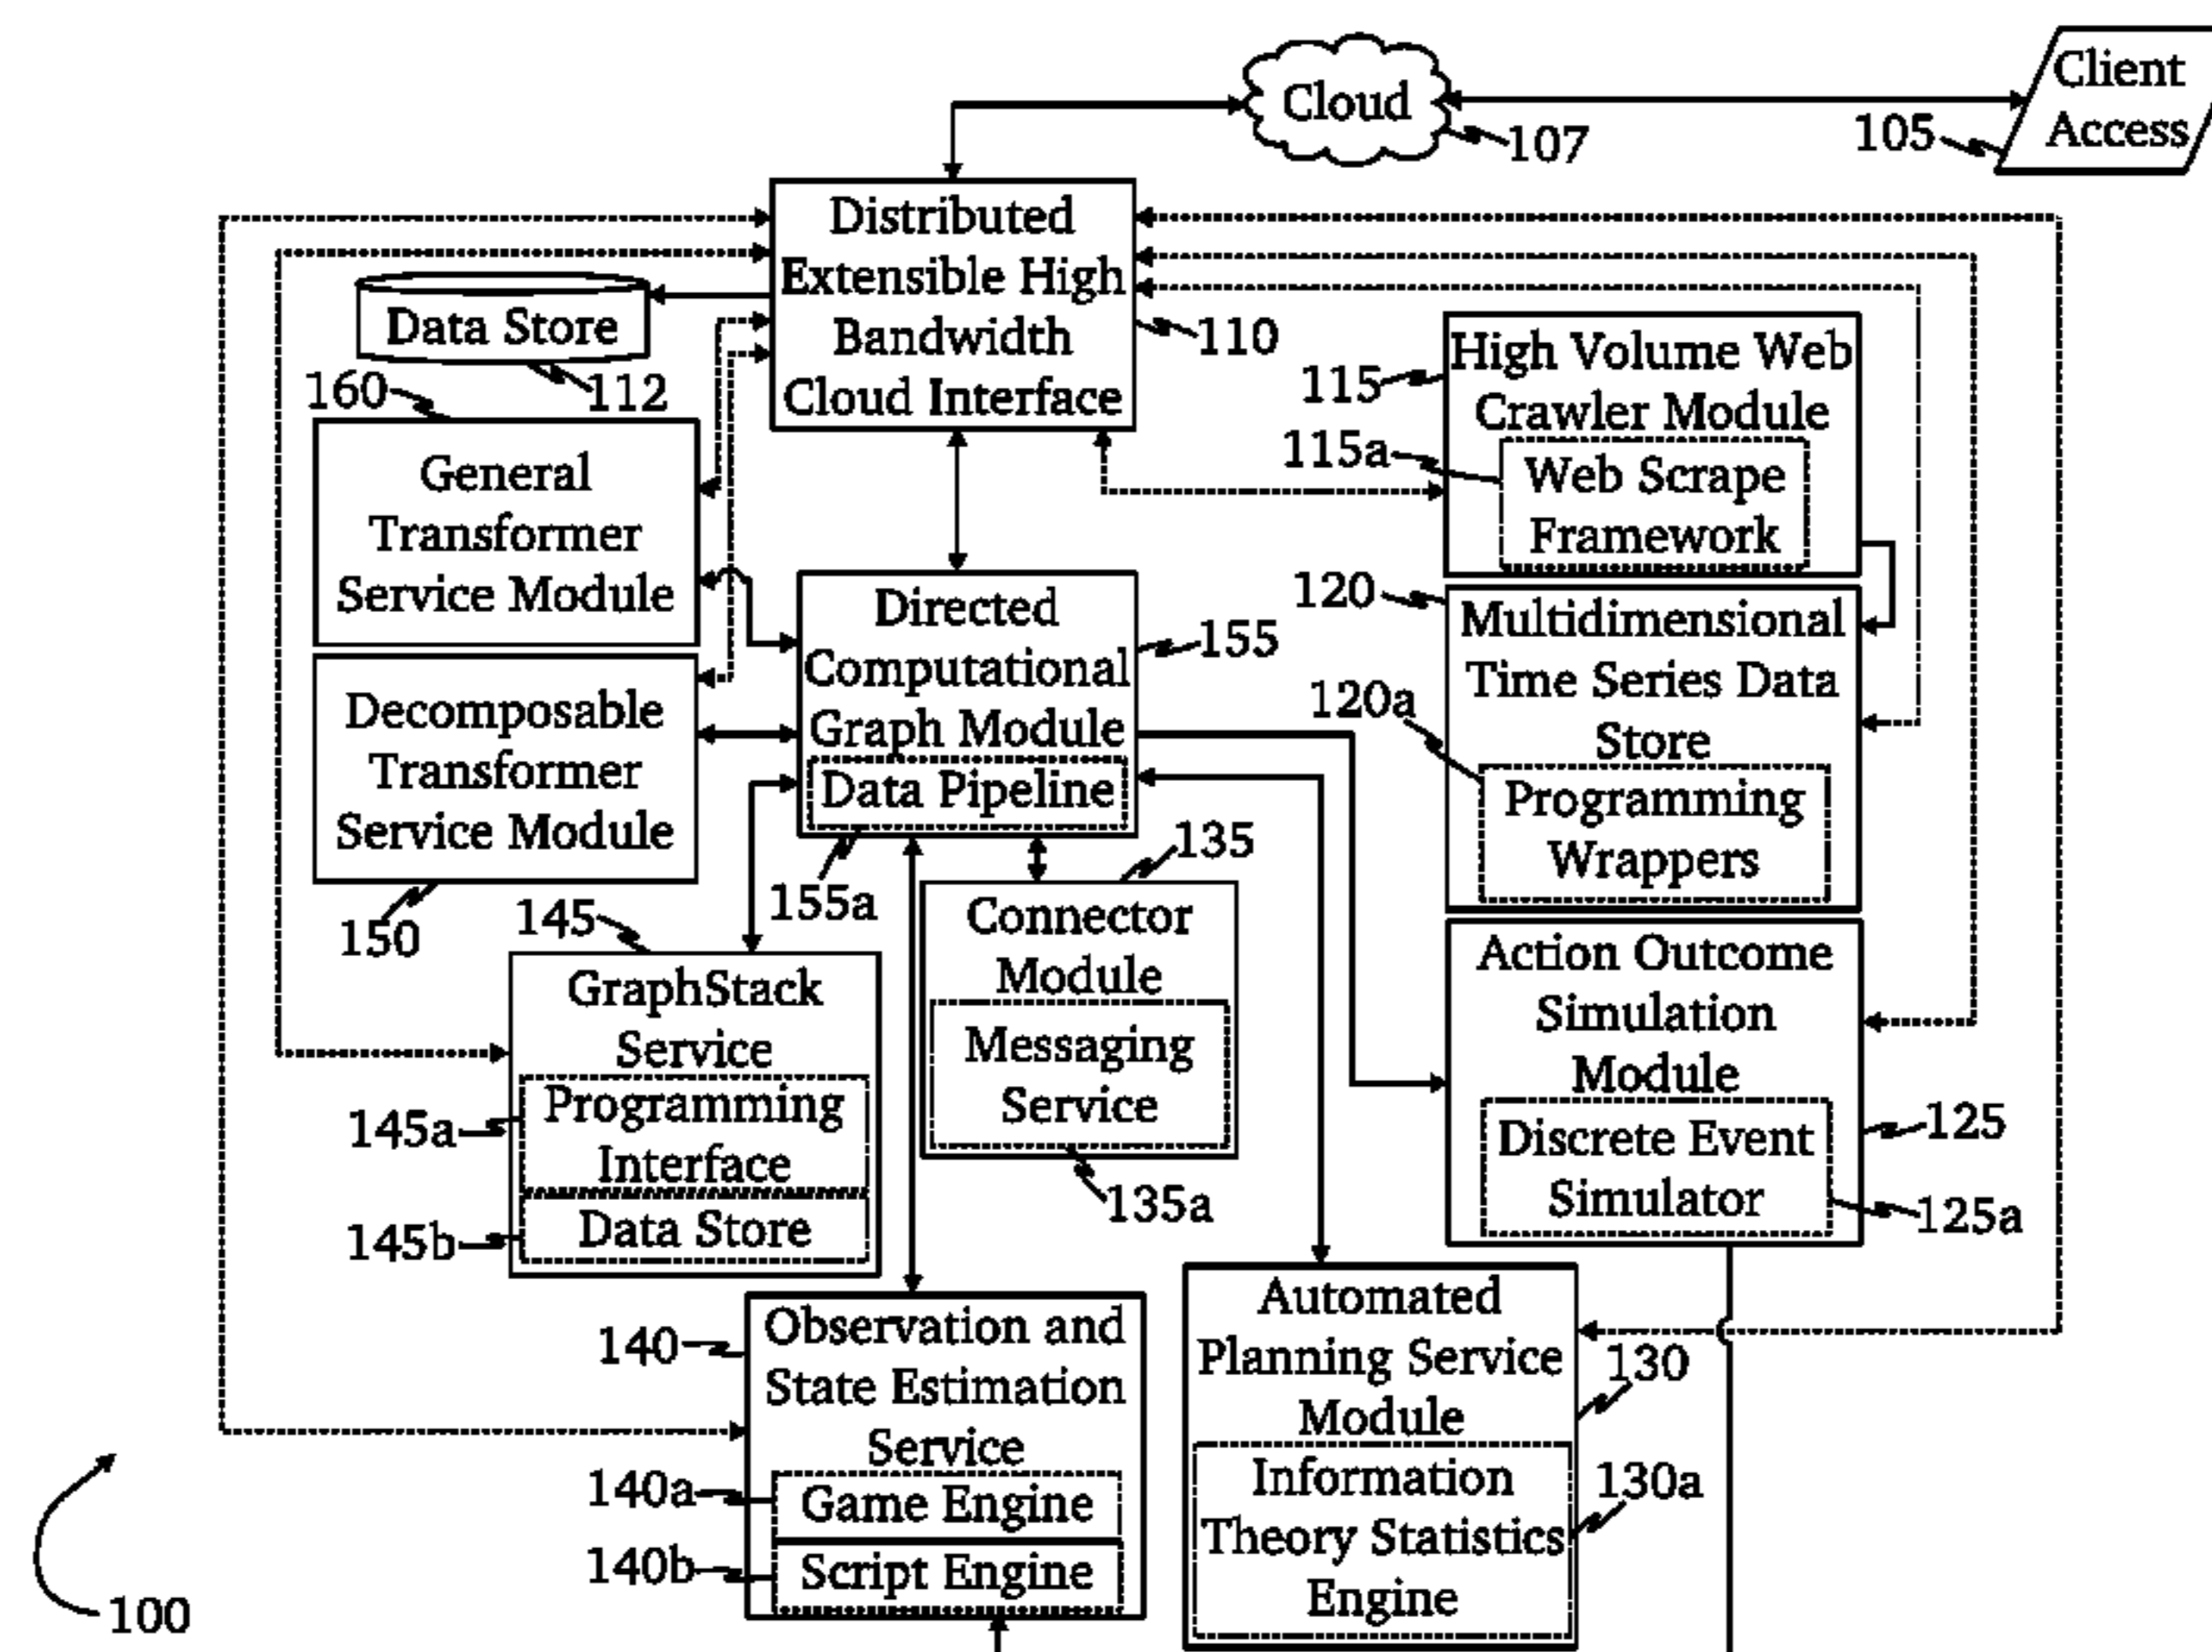 Client
Access
105
Cloud
107
Distributed
Extensible High
Bandwidth
Cloud Interface
110
Data Store
112
160
General
Transformer
Service Module
Decomposable
Transformer
Service Module
150
Directed
Computational
Graph Module
Data Pipeline
155
155a
115
High Volume Web
Crawler Module
115a
Web Scrape
Framework
120
Multidimensional
Time Series Data
Store
120a
Programming
Wrappers
135
Connector
Module
Messaging
Service
135a
145
GraphStack
Service
145a
Programming
Interface
145b
Data Store
Action Outcome
Simulation
Module
125
Discrete Event
Simulator
125a
140
Observation and
State Estimation
Service
140a
Game Engine
140b
Script Engine
Automated
Planning Service
Module
130
Information
Theory Statistics
Engine
130a
100